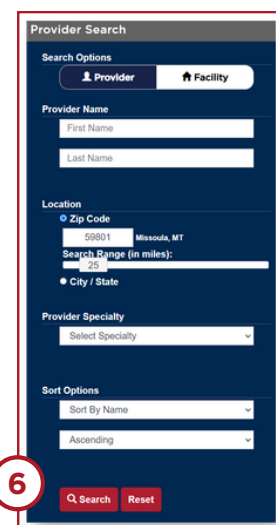 Provider Search
Search Options
Provider Facility
Provider Name
First Name
Last Name
Location
Zip Code
59801 Missoula, MT
Search Range (in miles):
25
City / State
Provider Specialty
Select Specialty
Sort Options
Sort By Name
Ascending
6
Search Reset